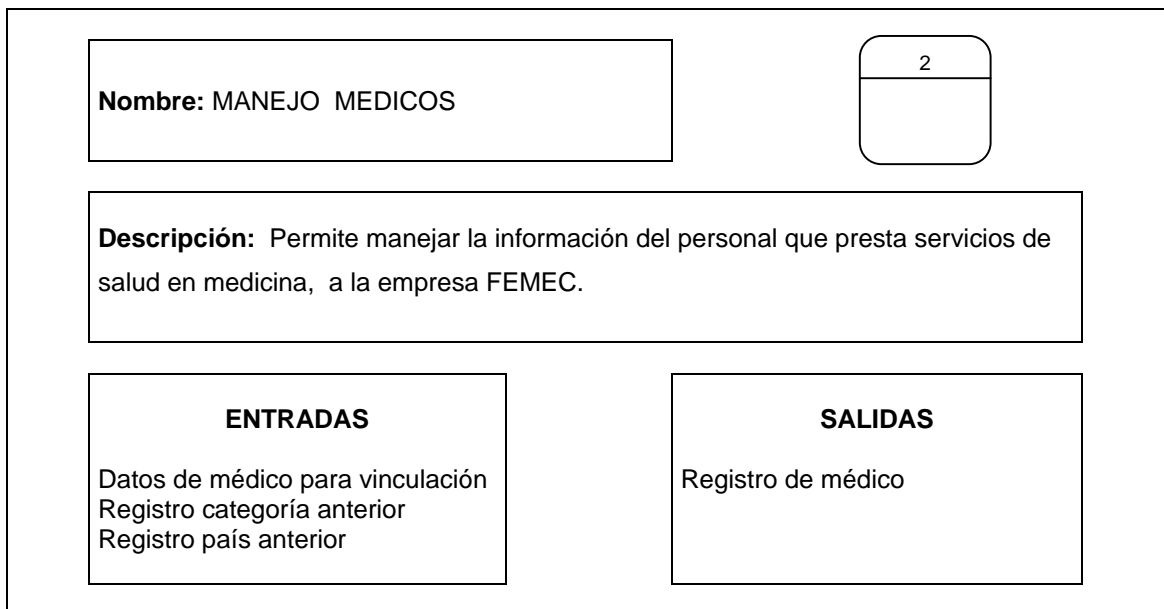 2
Nombre: MANEJO MEDICOS
Descripción: Permite manejar la información del personal que presta servicios de
salud en medicina, a la empresa FEMEC.
ENTRADAS
Datos de médico para vinculación
Registro categoría anterior
Registro país anterior
SALIDAS
Registro de médico